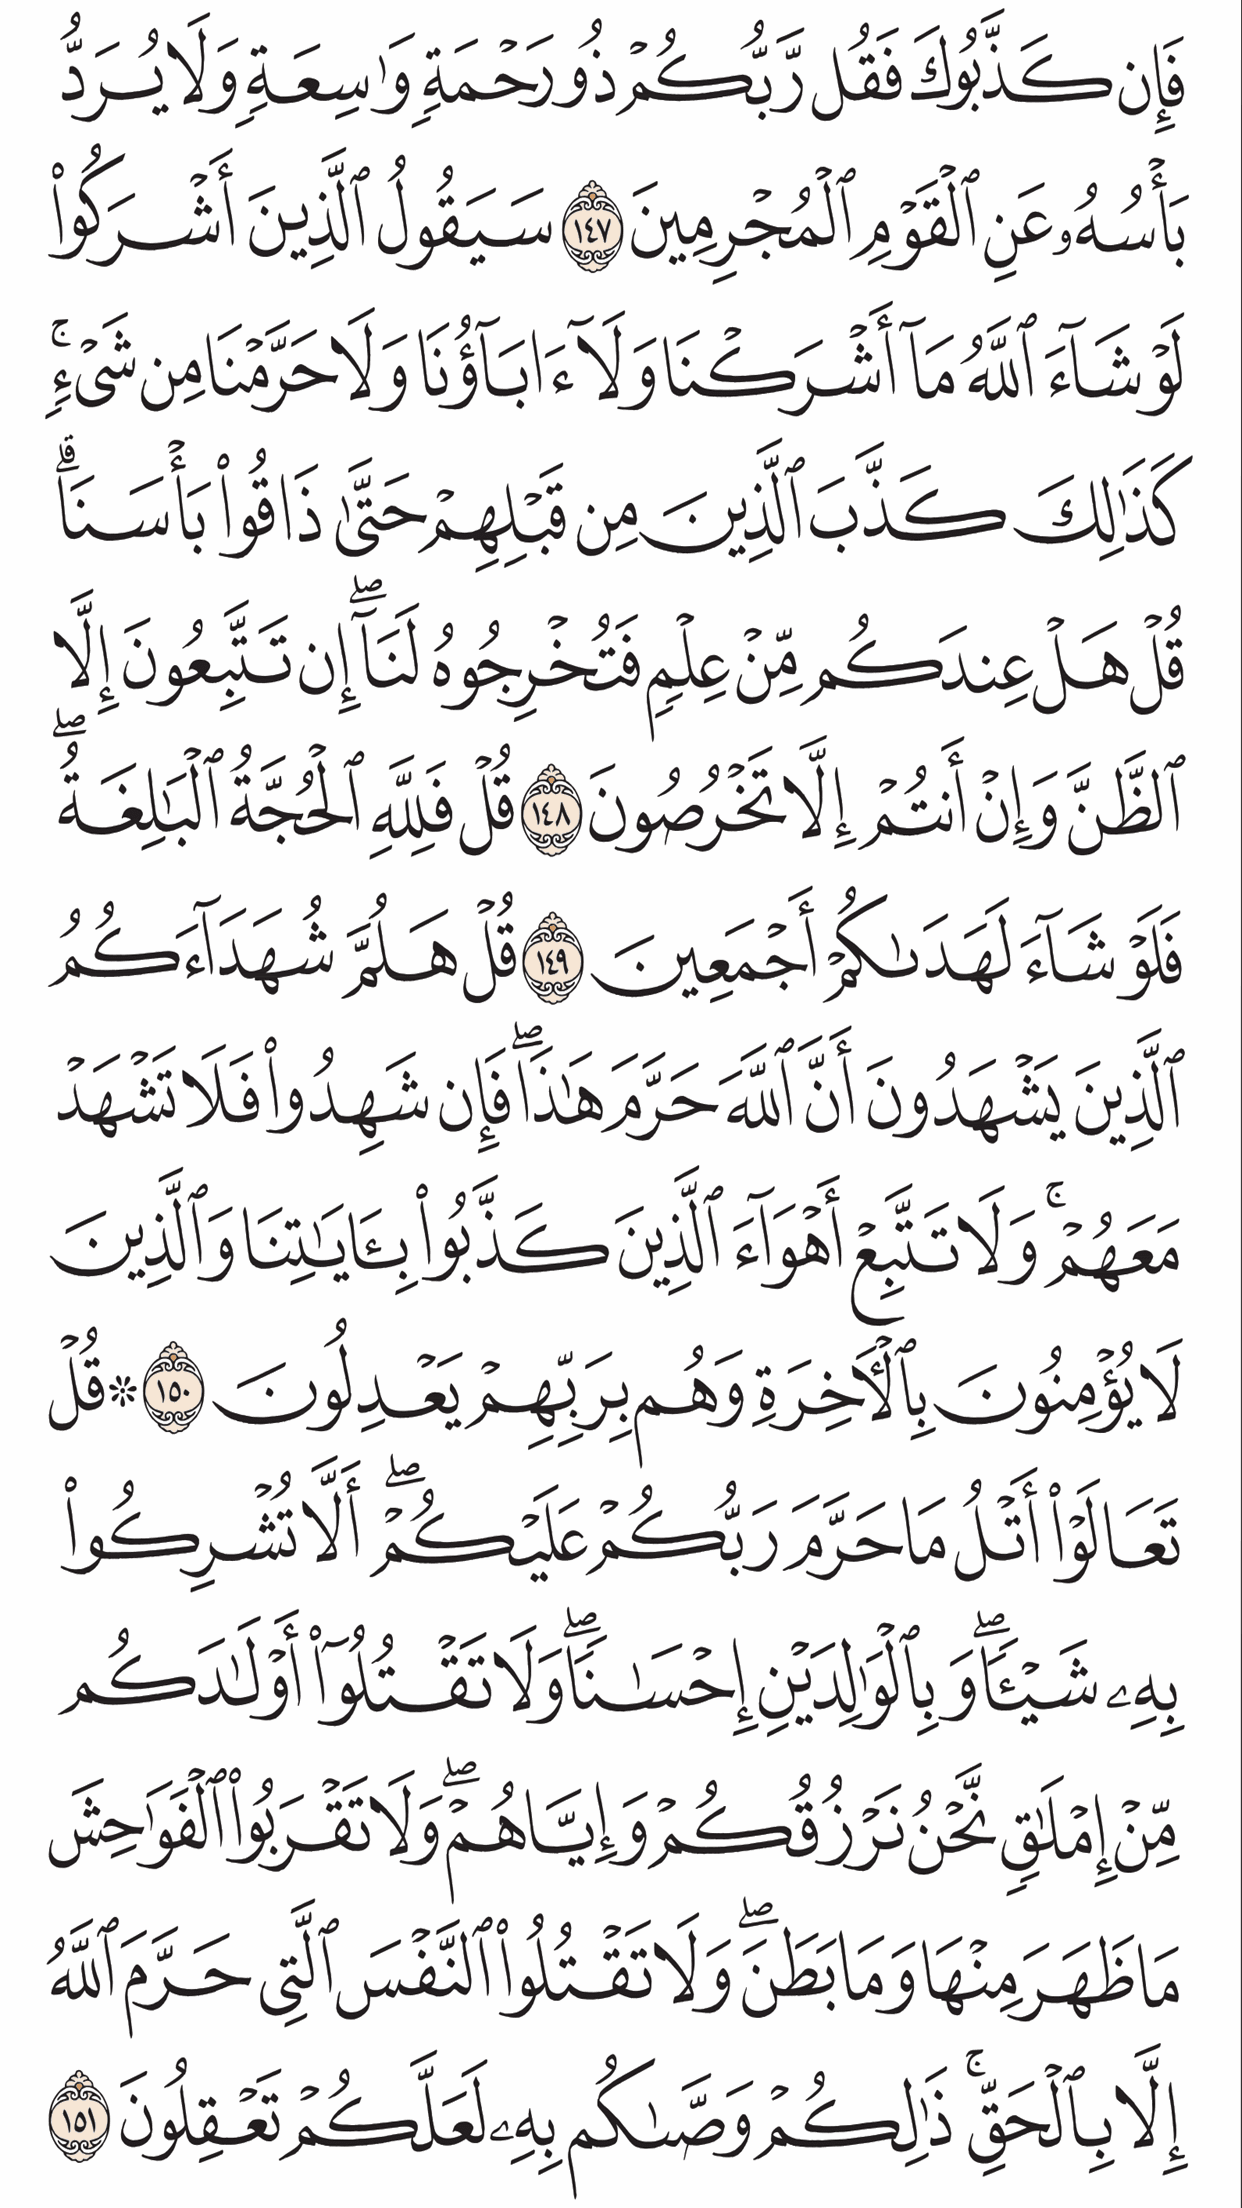 فَإِن كَذَّبُوكَ فَقُل رَّبُّكُمۡ ذُو رَحۡمَةٖ وَٰسِعَةٖ وَلَا يُرَدُّ
بَأۡسُهُۥ عَنِ ٱلۡقَوۡمِ ٱلۡمُجۡرِمِينَ ١٤٧ سَيَقُولُ ٱلَّذِينَ أَشۡرَكُواْ
لَوۡ شَآءَ ٱللَّهُ مَآ أَشۡرَكۡنَا وَلَآ ءَابَآؤُنَا وَلَا حَرَّمۡنَا مِن شَيۡءٖۚ
كَذَٰلِكَ كَذَّبَ ٱلَّذِينَ مِن قَبۡلِهِمۡ حَتَّىٰ ذَاقُواْ بَأۡسَنَاۗ
قُلۡ هَلۡ عِندَكُم مِّنۡ عِلۡمٖ فَتُخۡرِجُوهُ لَنَآۖ إِن تَتَّبِعُونَ إِلَّا
ٱلظَّنَّ وَإِنۡ أَنتُمۡ إِلَّا تَخۡرُصُونَ ١٤٨ قُلۡ فَلِلَّهِ ٱلۡحُجَّةُ ٱلۡبَٰلِغَةُۖ
فَلَوۡ شَآءَ لَهَدَىٰكُمۡ أَجۡمَعِينَ ١٤٩ قُلۡ هَلُمَّ شُهَدَآءَكُمُ
ٱلَّذِينَ يَشۡهَدُونَ أَنَّ ٱللَّهَ حَرَّمَ هَٰذَاۖ فَإِن شَهِدُواْ فَلَا تَشۡهَدۡ
مَعَهُمۡۚ وَلَا تَتَّبِعۡ أَهۡوَآءَ ٱلَّذِينَ كَذَّبُواْ بِـَٔايَٰتِنَا وَٱلَّذِينَ
لَا يُؤۡمِنُونَ بِٱلۡأٓخِرَةِ وَهُم بِرَبِّهِمۡ يَعۡدِلُونَ ١٥٠ ۞ قُلۡ
تَعَالَوۡاْ أَتۡلُ مَا حَرَّمَ رَبُّكُمۡ عَلَيۡكُمۡۖ أَلَّا تُشۡرِكُواْ
بِهِۦ شَيۡـٔٗاۖ وَبِٱلۡوَٰلِدَيۡنِ إِحۡسَٰنٗاۖ وَلَا تَقۡتُلُوٓاْ أَوۡلَٰدَكُم
مِّنۡ إِمۡلَٰقٖ نَّحۡنُ نَرۡزُقُكُمۡ وَإِيَّاهُمۡۖ وَلَا تَقۡرَبُواْ ٱلۡفَوَٰحِشَ
مَا ظَهَرَ مِنۡهَا وَمَا بَطَنَۖ وَلَا تَقۡتُلُواْ ٱلنَّفۡسَ ٱلَّتِي حَرَّمَ ٱللَّهُ
إِلَّا بِٱلۡحَقِّۚ ذَٰلِكُمۡ وَصَّىٰكُم بِهِۦ لَعَلَّكُمۡ تَعۡقِلُونَ ١٥١